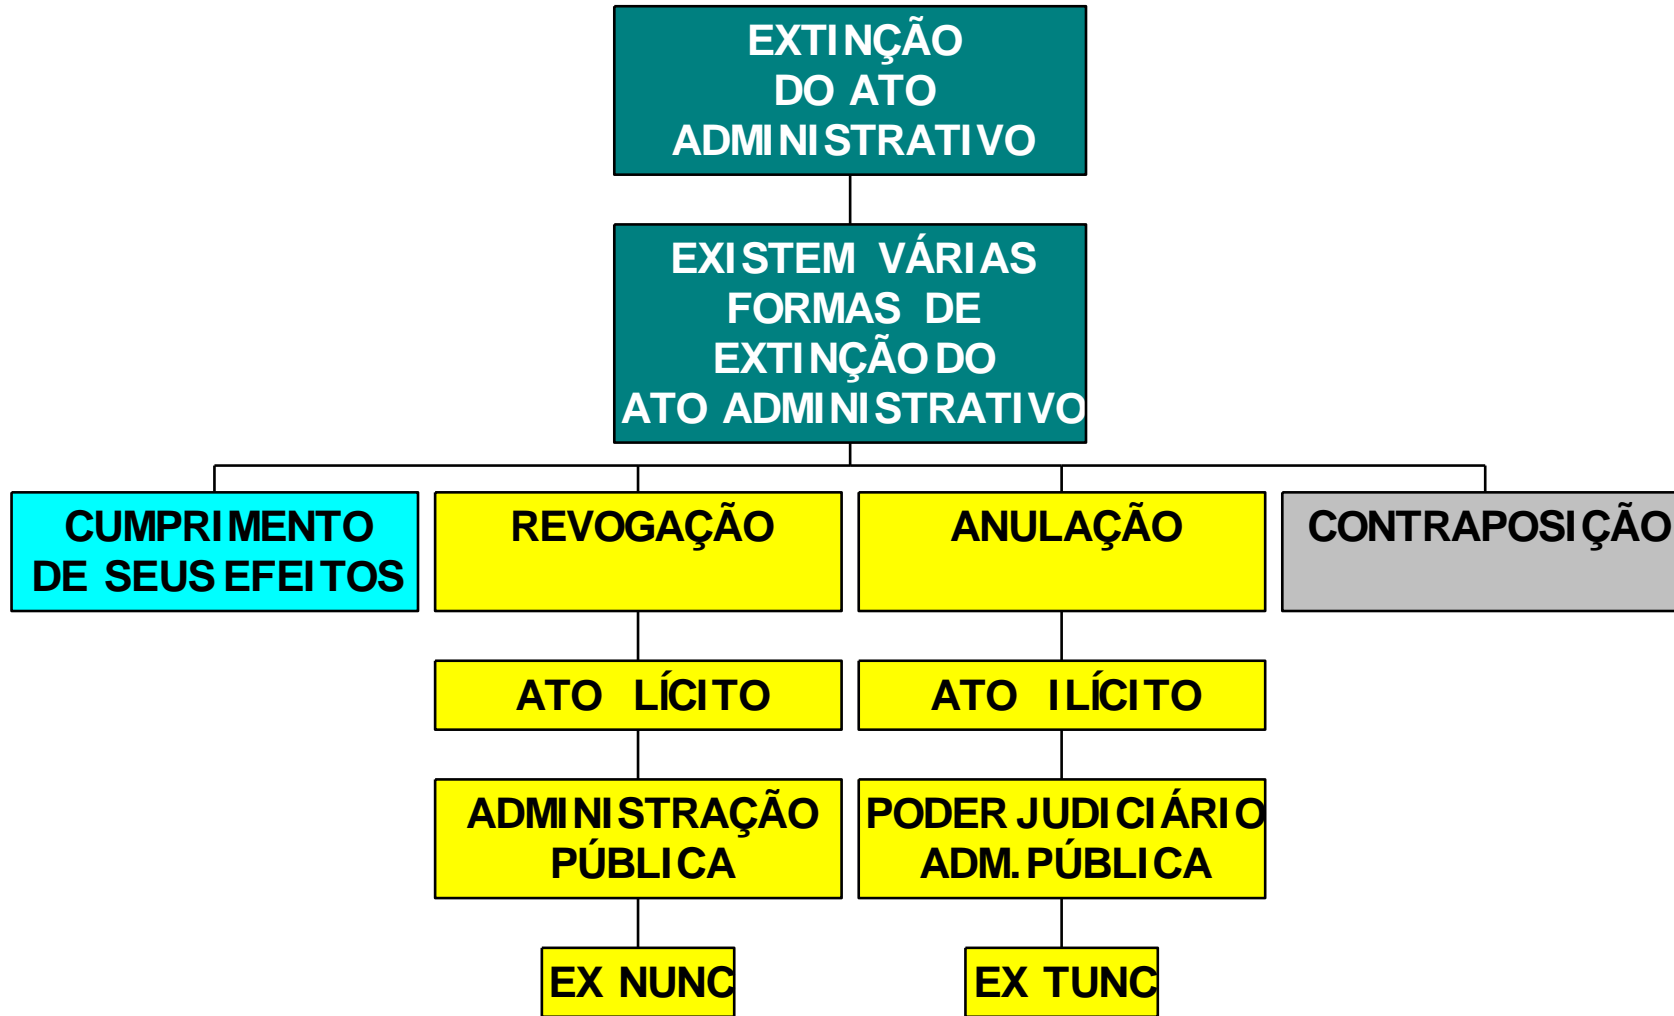 EXTINÇÃO
DO ATO
ADMINISTRATIVO
EXISTEM VÁRIAS
FORMAS DE
EXTINÇÃO DO
ATO ADMINISTRATIVO
CUMPRIMENTO
DE SEUS EFEITOS
REVOGAÇÃO
ANULAÇÃO
CONTRAPOSIÇÃO
ATO LÍCITO
ATO ILÍCITO
ADMINISTRAÇÃO
PÚBLICA
PODER JUDICIÁRIO
ADM. PÚBLICA
EX NUNC
EX TUNC